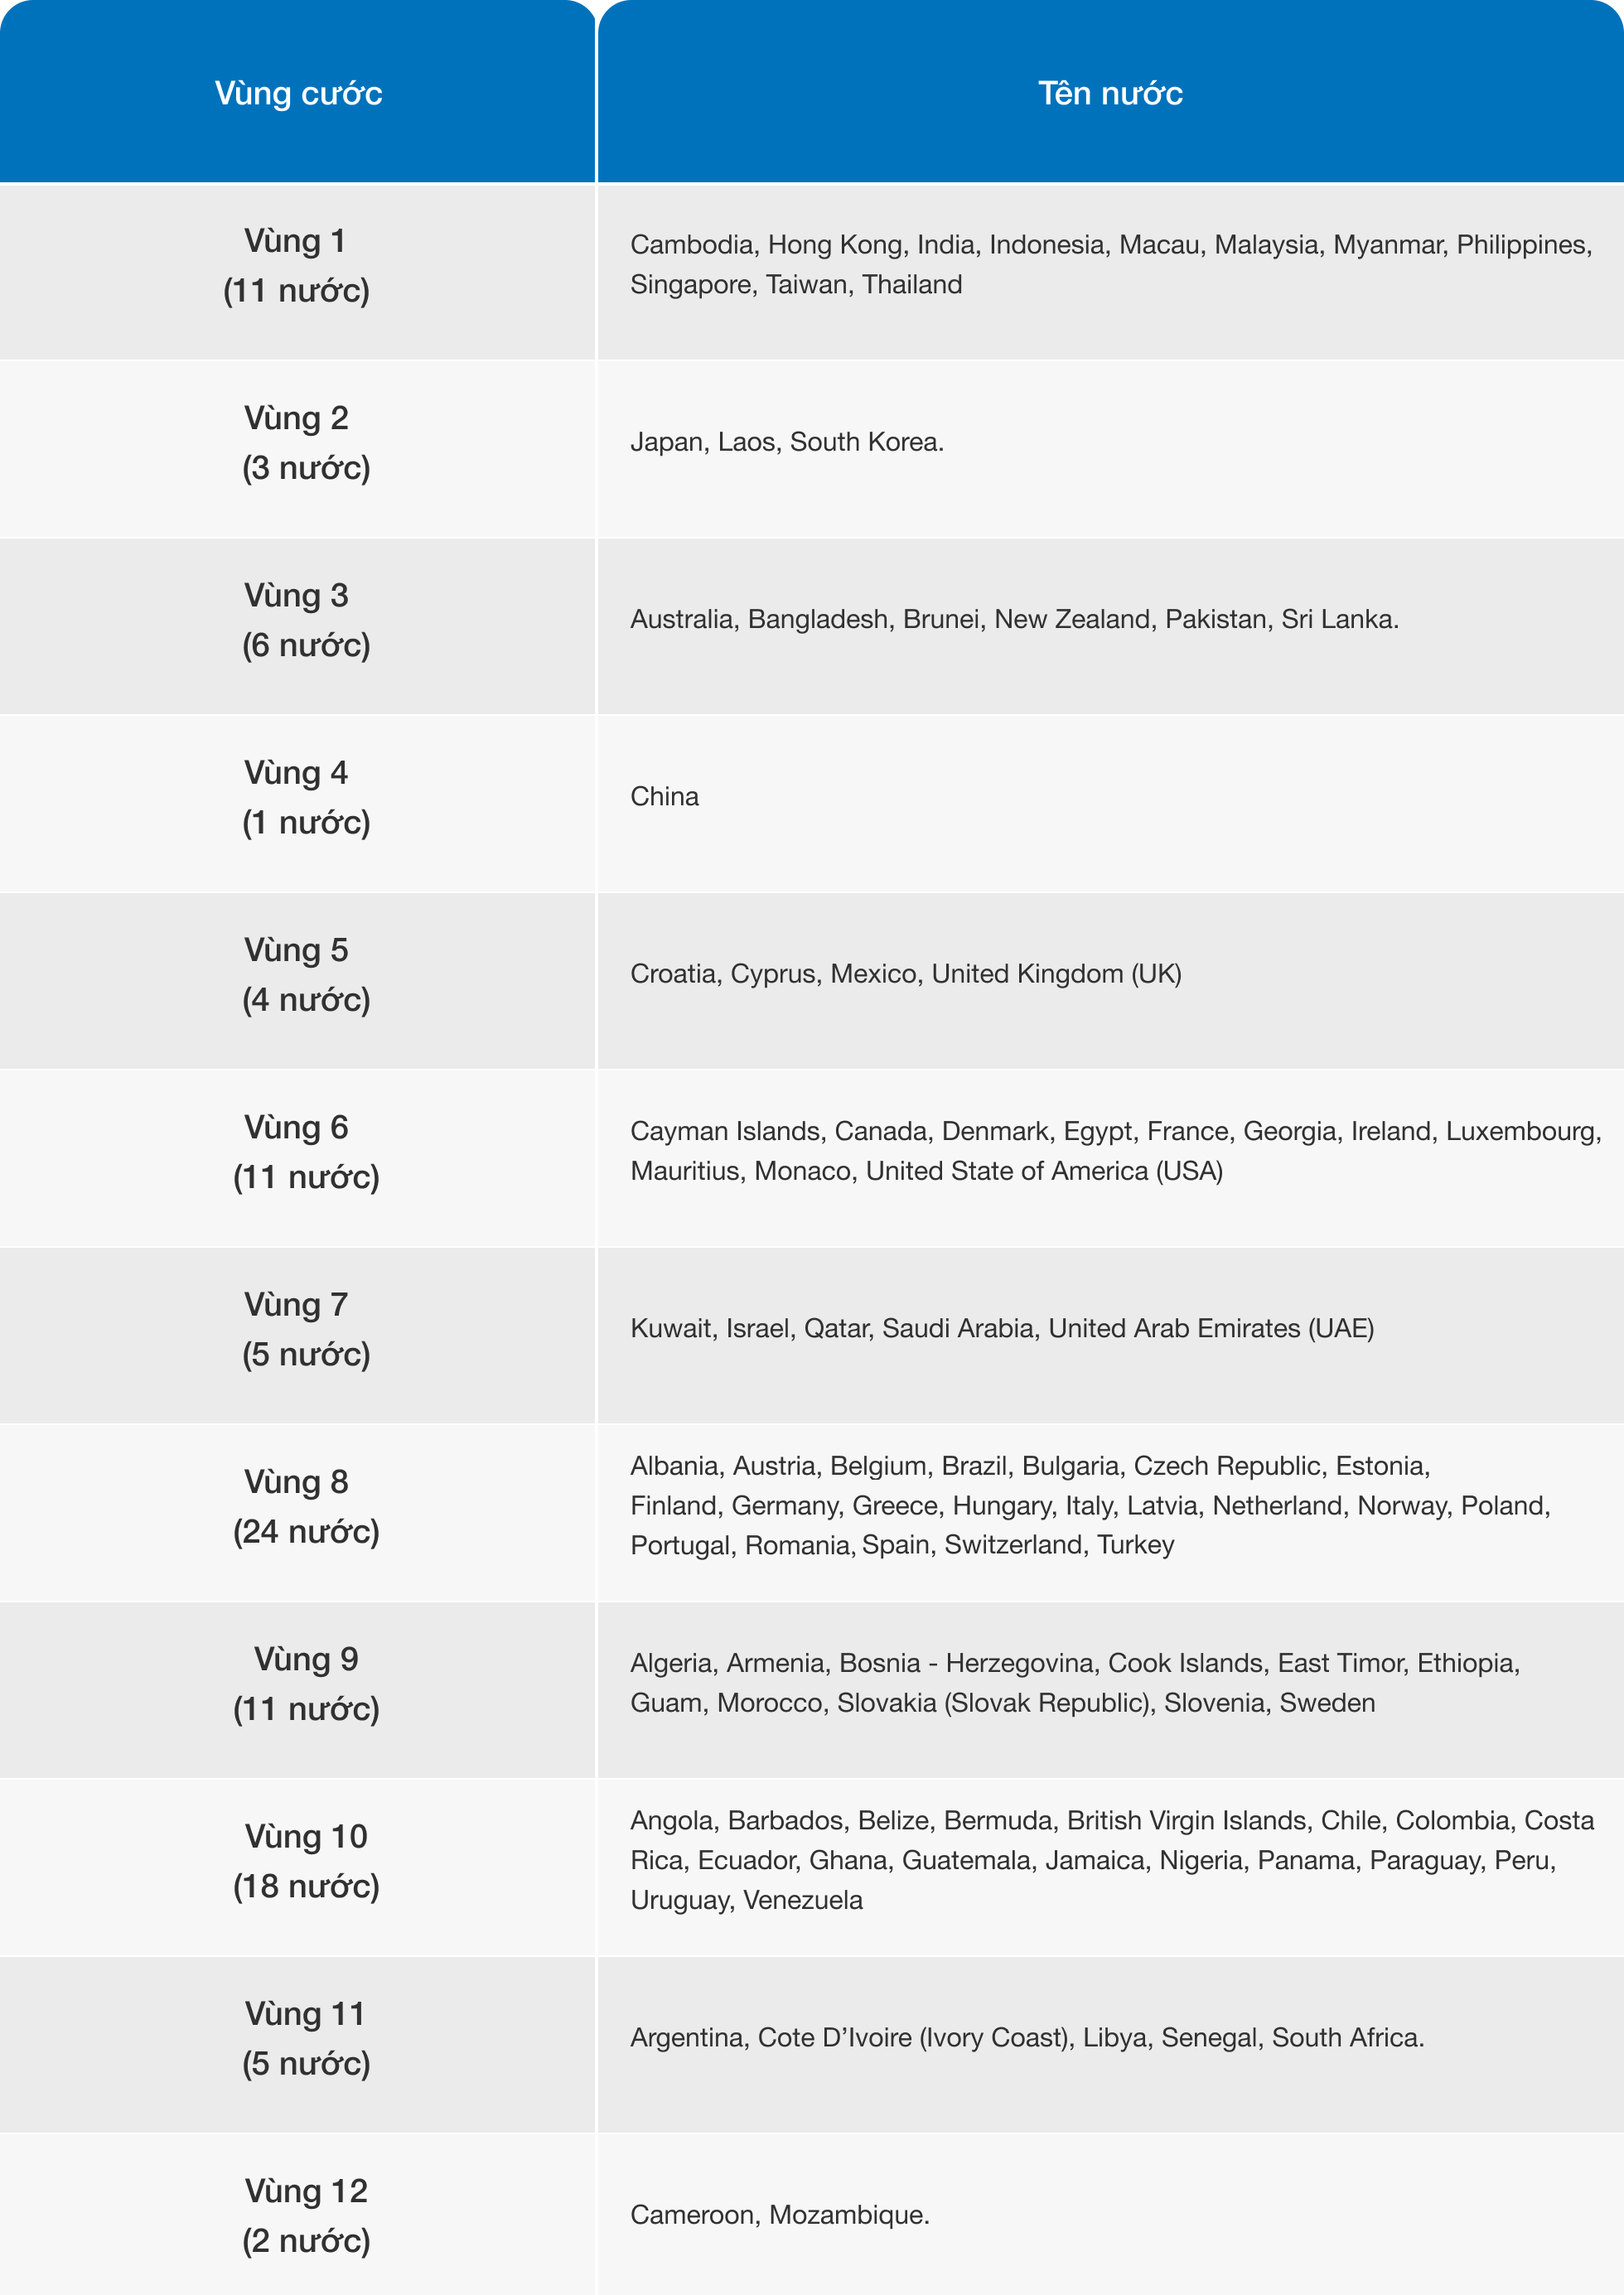 Vùng cước
Tên nước
Vùng 1
(11 nước)
Cambodia, Hong Kong, India, Indonesia, Macau, Malaysia, Myanmar, Philippines,
Singapore, Taiwan, Thailand
Vùng 2
(3 nước)
Japan, Laos, South Korea.
Vùng 3
(6 nước)
Australia, Bangladesh, Brunei, New Zealand, Pakistan, Sri Lanka.
Vùng 4
(1 nước)
China
Vùng 5
(4 nước)
Croatia, Cyprus, Mexico, United Kingdom (UK)
Vùng 6
(11 nước)
Cayman Islands, Canada, Denmark, Egypt, France, Georgia, Ireland, Luxembourg,
Mauritius, Monaco, United State of America (USA)
Vùng 7
(5 nước)
Kuwait, Israel, Qatar, Saudi Arabia, United Arab Emirates (UAE)
Vùng 8
(24 nước)
Albania, Austria, Belgium, Brazil, Bulgaria, Czech Republic, Estonia,
Finland, Germany, Greece, Hungary, Italy, Latvia, Netherland, Norway, Poland,
Portugal, Romania, Spain, Switzerland, Turkey
Vùng 9
(11 nước)
Algeria, Armenia, Bosnia - Herzegovina, Cook Islands, East Timor, Ethiopia,
Guam, Morocco, Slovakia (Slovak Republic), Slovenia, Sweden
Vùng 10
(18 nước)
Angola, Barbados, Belize, Bermuda, British Virgin Islands, Chile, Colombia, Costa
Rica, Ecuador, Ghana, Guatemala, Jamaica, Nigeria, Panama, Paraguay, Peru,
Uruguay, Venezuela
Vùng 11
(5 nước)
Argentina, Cote D’Ivoire (Ivory Coast), Libya, Senegal, South Africa.
Vùng 12
(2 nước)
Cameroon, Mozambique.